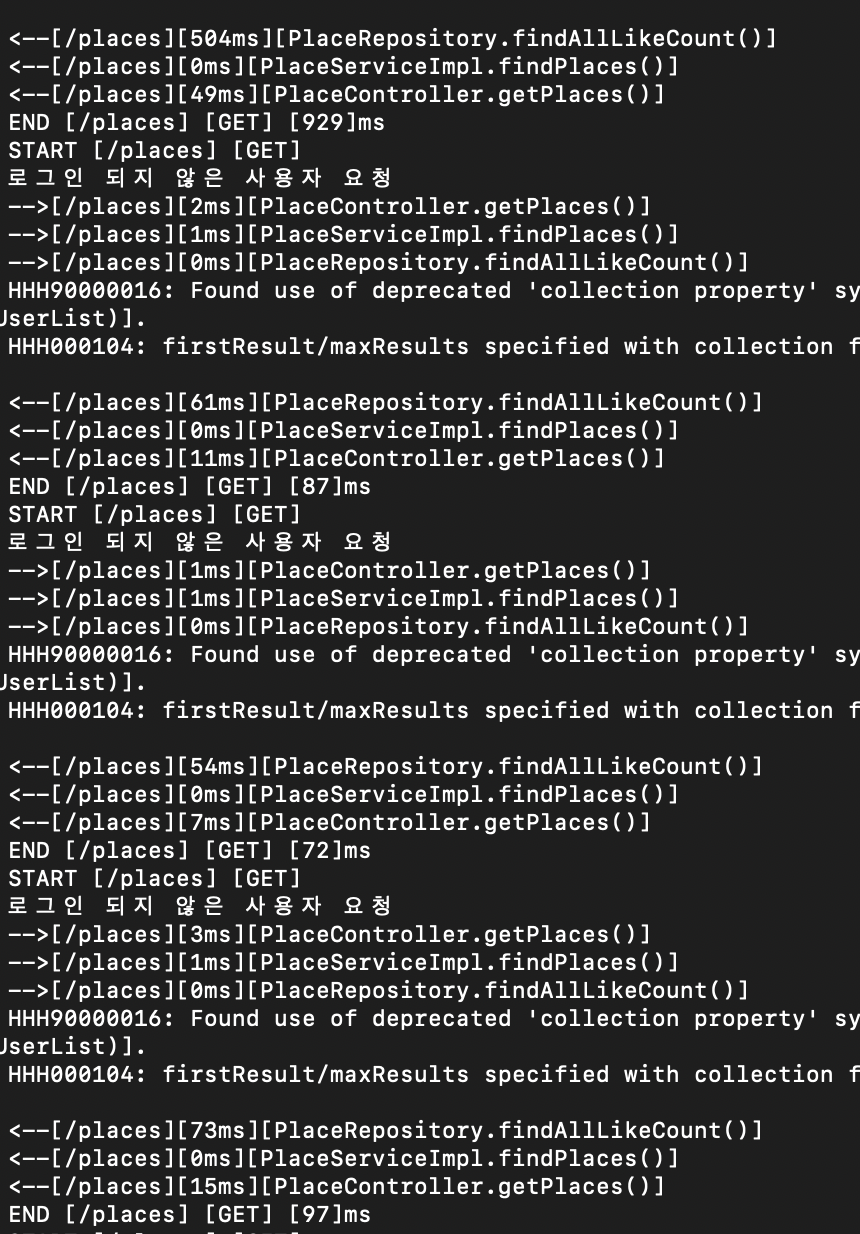 <--[/places][504ms][PlaceRepository.findAllLikeCount()]
<--[/places][0ms][PlaceServiceImpl.findPlaces()]
<--[/places][49ms][PlaceController.getPlaces()]
END [/places] [GET] [929]ms
START [/places] [GET]
로그인 되지 않은 사용자 요청
-->[/places][2ms][PlaceController.getPlaces()]
-->[/places][1ms][PlaceServiceImpl.findPlaces()]
-->[/places][0ms][PlaceRepository.findAllLikeCount()]
HHH90000016: Found use of deprecated 'collection property' sy
UserList)].
HHH000104: firstResult/maxResults specified with collection f
<--[/places][61ms][PlaceRepository.findAllLikeCount()]
<--[/places][0ms][PlaceServiceImpl.findPlaces()]
<--[/places][11ms][PlaceController.getPlaces()]
END [/places] [GET] [87]ms
START [/places] [GET]
로그인 되지 않은 사용자 요청
-->[/places][1ms][PlaceController.getPlaces()]
-->[/places][1ms][PlaceServiceImpl.findPlaces()]
-->[/places][0ms][PlaceRepository.findAllLikeCount()]
HHH90000016: Found use of deprecated 'collection property' sy
UserList)].
HHH000104: firstResult/maxResults specified with collection f
<--[/places][54ms][PlaceRepository.findAllLikeCount()]
<--[/places][0ms][PlaceServiceImpl.findPlaces()]
<--[/places][7ms][PlaceController.getPlaces()]
END [/places] [GET] [72]ms
START [/places] [GET]
로그인 되지 않은 사용자 요청
-->[/places][3ms][PlaceController.getPlaces()]
-->[/places][1ms][PlaceServiceImpl.findPlaces()]
-->[/places][0ms][PlaceRepository.findAllLikeCount()]
HHH90000016: Found use of deprecated 'collection property' sy
UserList)].
HHH000104: firstResult/maxResults specified with collection f
<--[/places][73ms][PlaceRepository.findAllLikeCount()]
<--[/places][0ms][PlaceServiceImpl.findPlaces()]
<--[/places][15ms][PlaceController.getPlaces()]
END [/places] [GET] [97]ms